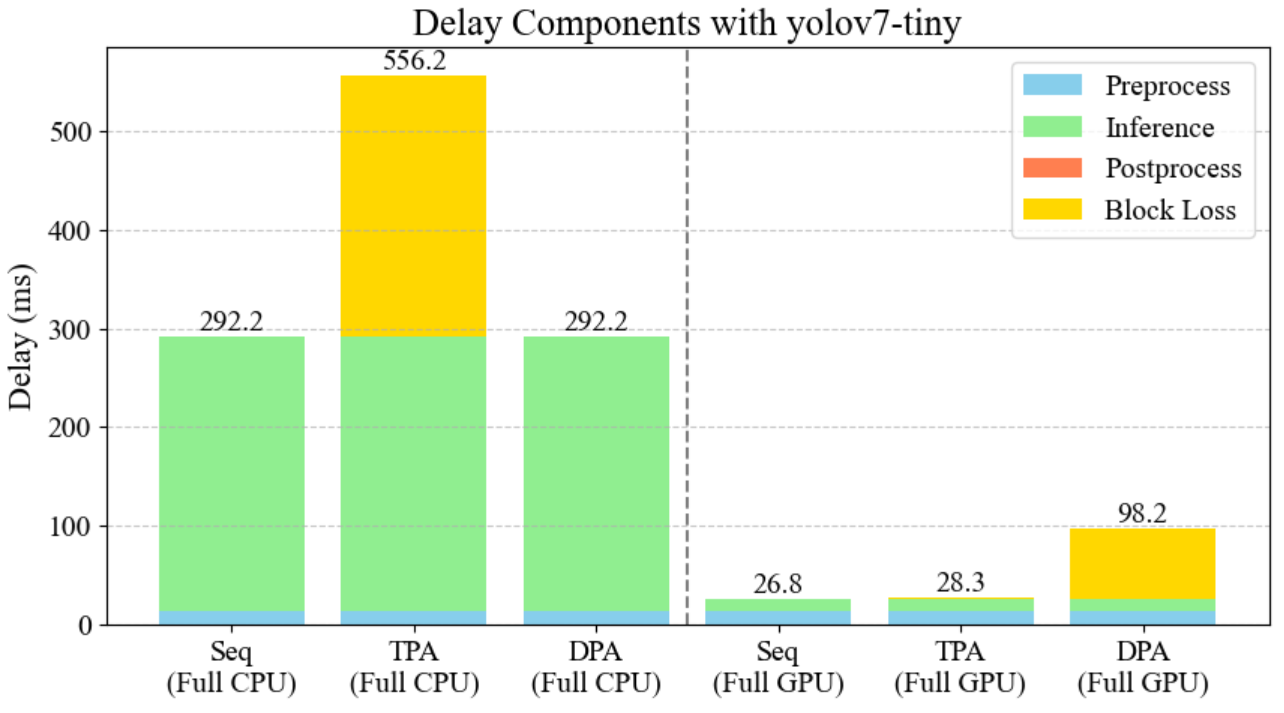 Delay Components with yolov7-tiny
Delay (ms)
500
400
300
200
100
0
292.2
556.2
292.2
26.8
28.3
98.2
Preprocess
Inference
Postprocess
Block Loss
Seq
(Full CPU)
TPA
(Full CPU)
DPA
(Full CPU)
Seq
(Full GPU)
TPA
(Full GPU)
DPA
(Full GPU)